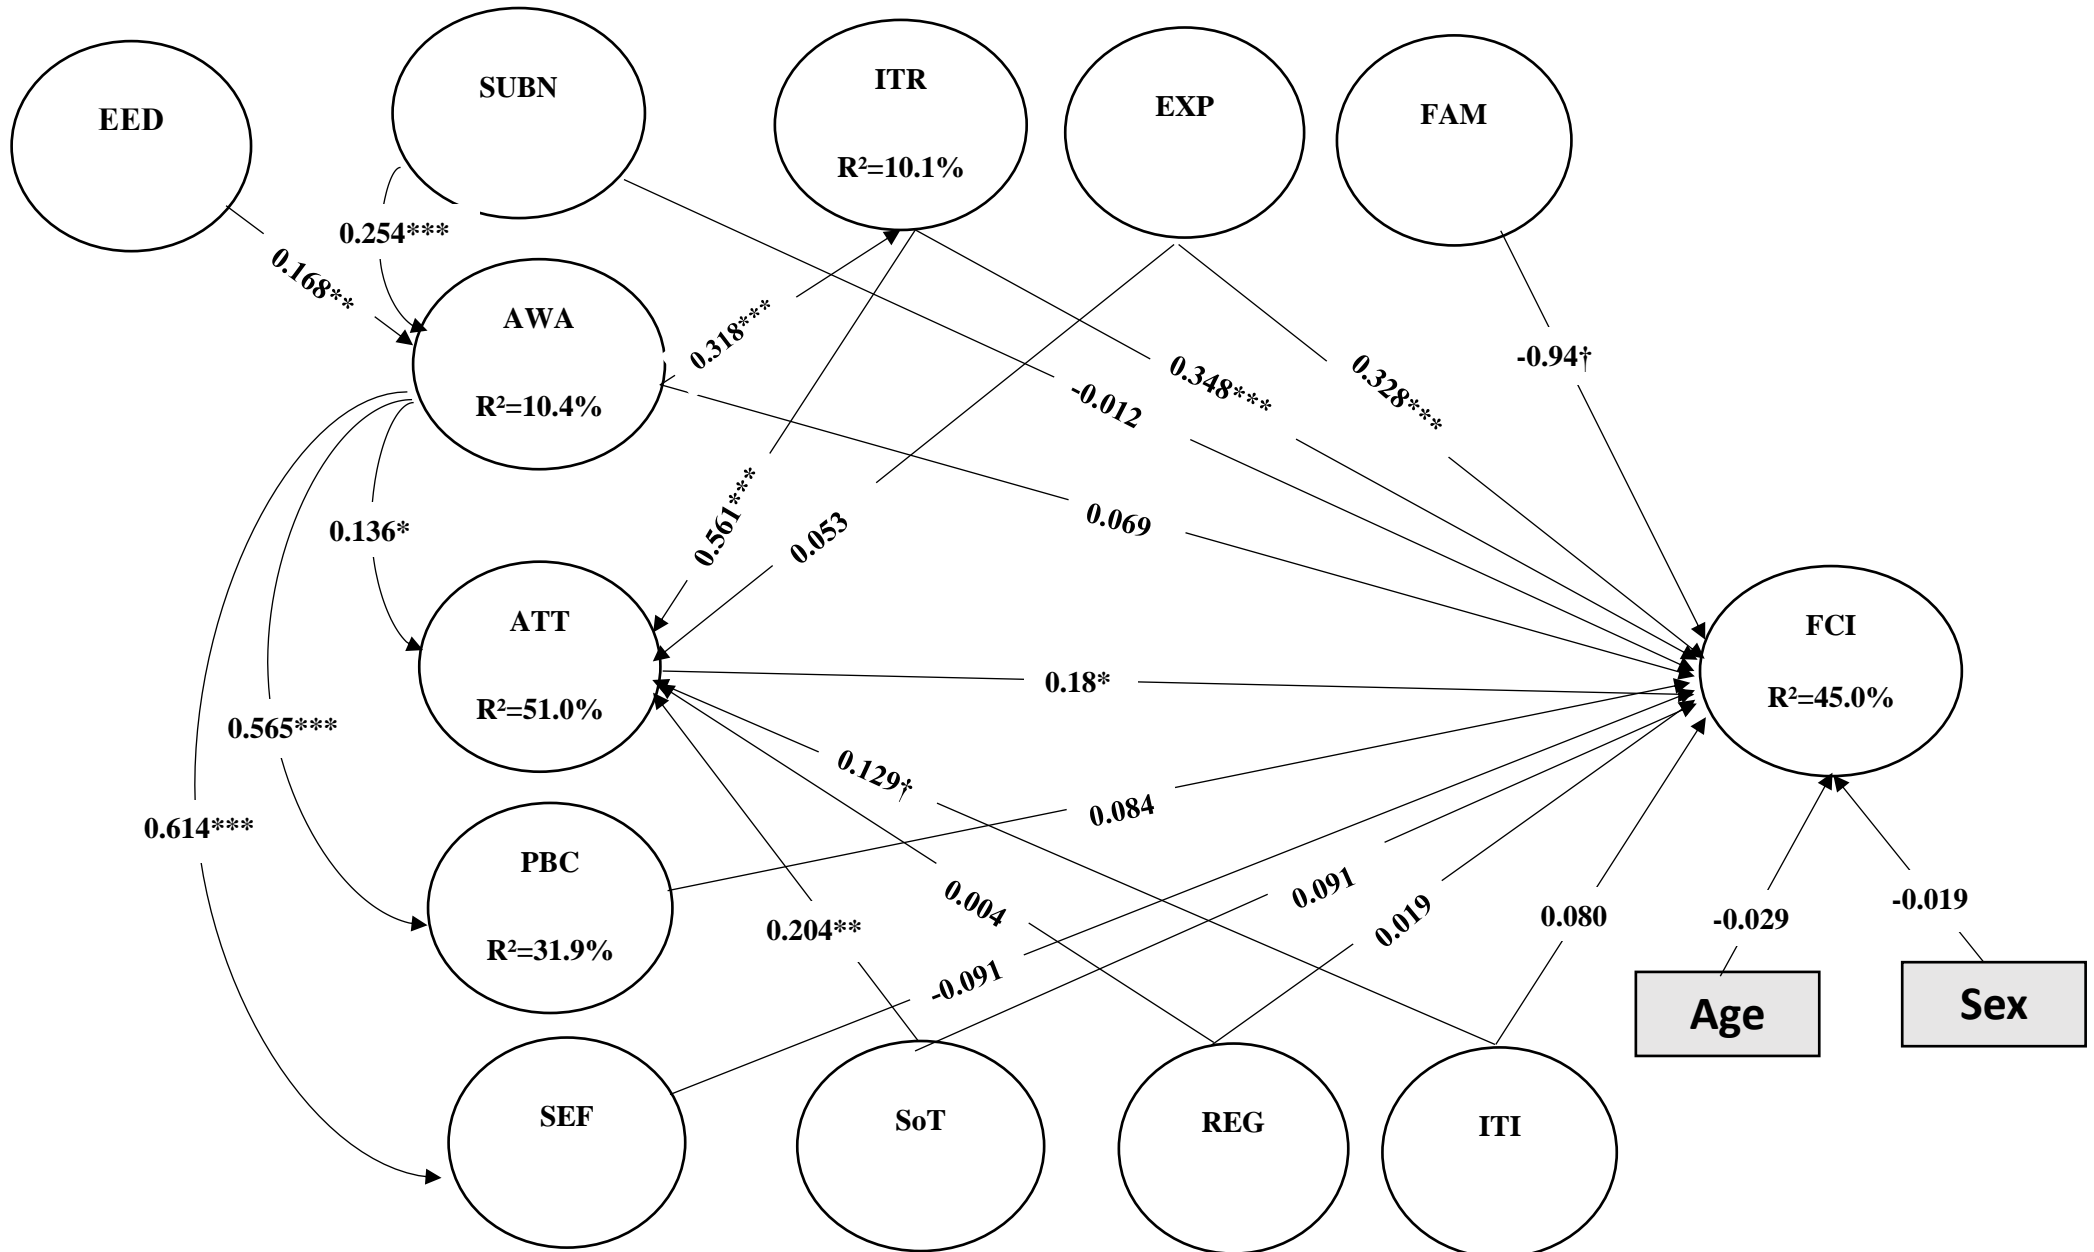 EED
SUBN
ITR
R²=10.1%
EXP
FAM
0.254***
0.168**
AWA
R²=10.4%
0.318***
0.348***
-0.012
0.328***
-0.94†
0.136*
0.561***
0.053
0.069
ATT
R²=51.0%
0.18*
FCI
R²=45.0%
0.565***
0.614***
0.129†
0.084
PBC
R²=31.9%
0.204**
0.004
-0.091
0.091
0.019
0.080
-0.029
-0.019
Age
Sex
SEF
SoT
REG
ITI